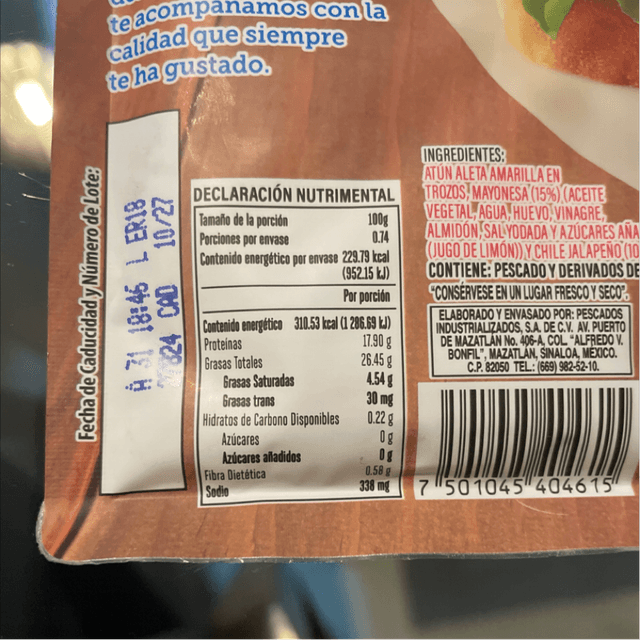 te acompañamos con la
calidad que siempre
te ha gustado.
Fecha de Caducidad y Número de Lote:
A 31 18:46 L ER18
CAD 10/27
DECLARACIÓN NUTRIMENTAL
Tamaño de la porción 100g
Porciones por envase 0.74
Contenido energético por envase 229.79 kcal
(952.15 kJ)
Por porción
Contenido energético 310.53 kcal (1 286.69 kJ)
Proteínas 17.90 g
Grasas Totales 26.45 g
Grasas Saturadas 4.54 g
Grasas trans 30 mg
Hidratos de Carbono Disponibles 0.22 g
Azúcares 0 g
Azúcares añadidos 0 g
Fibra Dietética 0.58 g
Sodio 338 mg
INGREDIENTES:
ATÚN ALETA AMARILLA EN
TROZOS, MAYONESA (15%) (ACEITE
VEGETAL, AGUA, HUEVO, VINAGRE,
ALMIDÓN, SAL YODADA Y AZÚCARES AÑA
(JUGO DE LIMÓN)) Y CHILE JALAPEÑO (10
CONTIENE: PESCADO Y DERIVADOS DE
"CONSÉRVESE EN UN LUGAR FRESCO Y SECO".
ELABORADO Y ENVASADO POR: PESCADOS
INDUSTRIALIZADOS, S.A. DE C.V. AV. PUERTO
DE MAZATLÁN No. 406-A, COL. "ALFREDO V.
BONFIL", MAZATLÁN, SINALOA, MÉXICO.
C.P. 82050 TEL.: (669) 982-52-10.
7 501045 404615